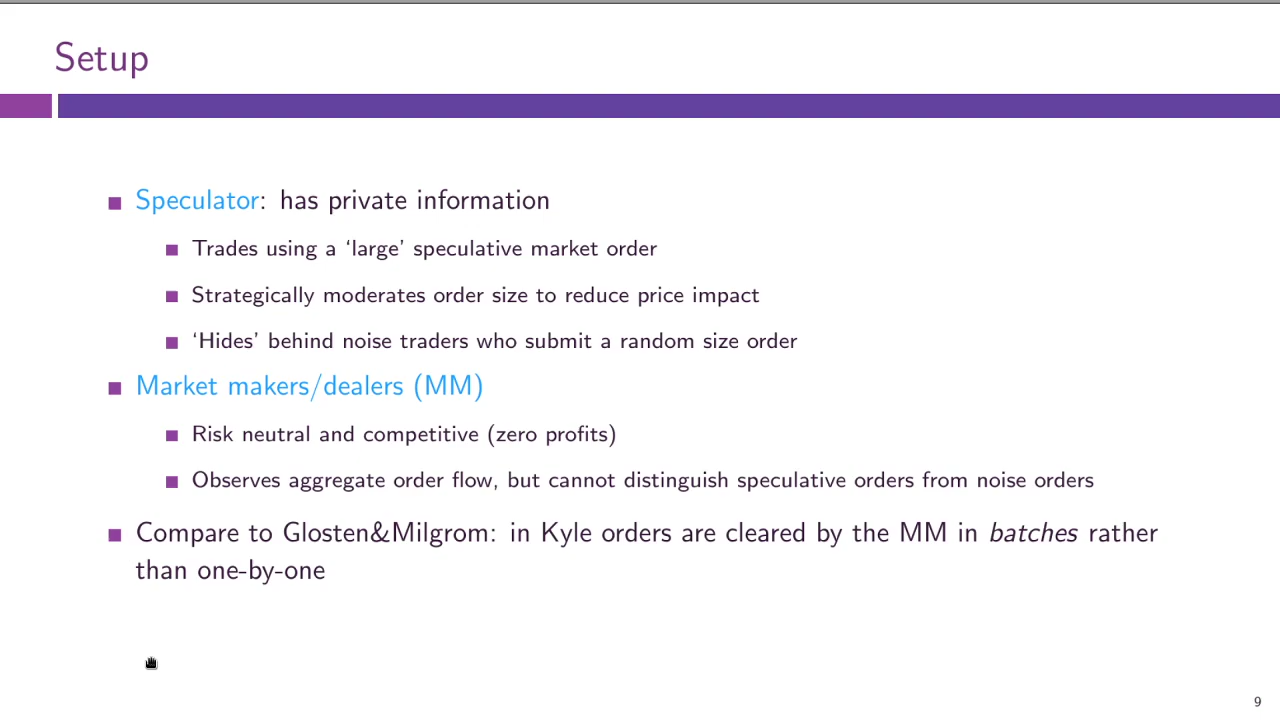 Setup
Speculator: has private information
Trades using a ‘large’ speculative market order
Strategically moderates order size to reduce price impact
‘Hides’ behind noise traders who submit a random size order
Market makers/dealers (MM)
Risk neutral and competitive (zero profits)
Observes aggregate order flow, but cannot distinguish speculative orders from noise orders
Compare to Glosten&Milgrom: in Kyle orders are cleared by the MM in batches rather
than one-by-one
9